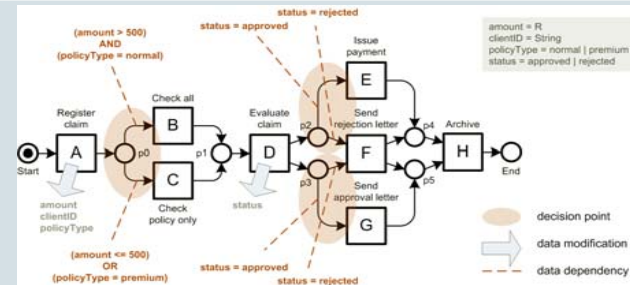 status = rejected
status = approved
(amount > 500)
AND
(policyType = normal)
amount = R
clientID = String
policyType = normal | premium
status = approved | rejected
Issue
payment
Register
claim
Check all
Evaluate
claim
Send
rejection letter
Archive
Start
A
p0
B
C
p1
D
p2
p3
E
F
G
p4
p5
H
End
Check
policy only
Send
approval letter
amount
clientID
policyType
status
(amount <= 500)
OR
(policyType = premium)
status = approved
status = rejected
decision point
data modification
data dependency